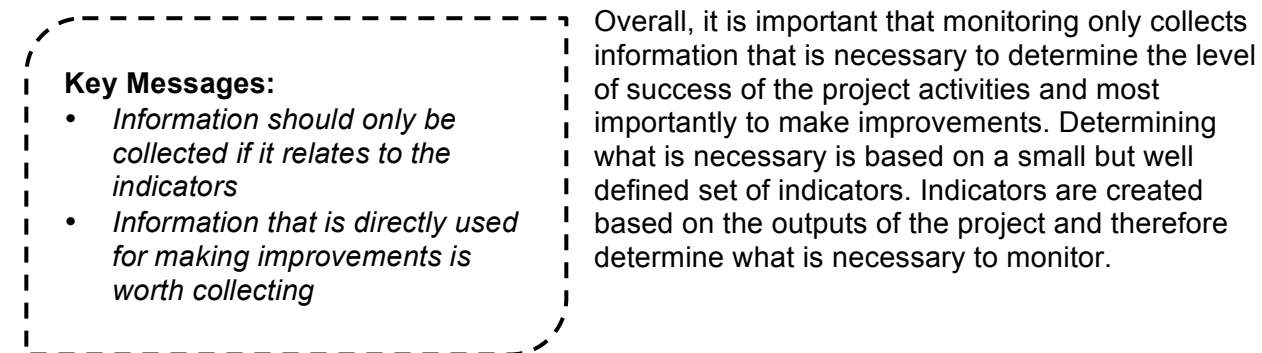 Key Messages:
• Information should only be
collected if it relates to the
indicators
• Information that is directly used
for making improvements is
worth collecting
Overall, it is important that monitoring only collects
information that is necessary to determine the level
of success of the project activities and most
importantly to make improvements. Determining
what is necessary is based on a small but well
defined set of indicators. Indicators are created
based on the outputs of the project and therefore
determine what is necessary to monitor.